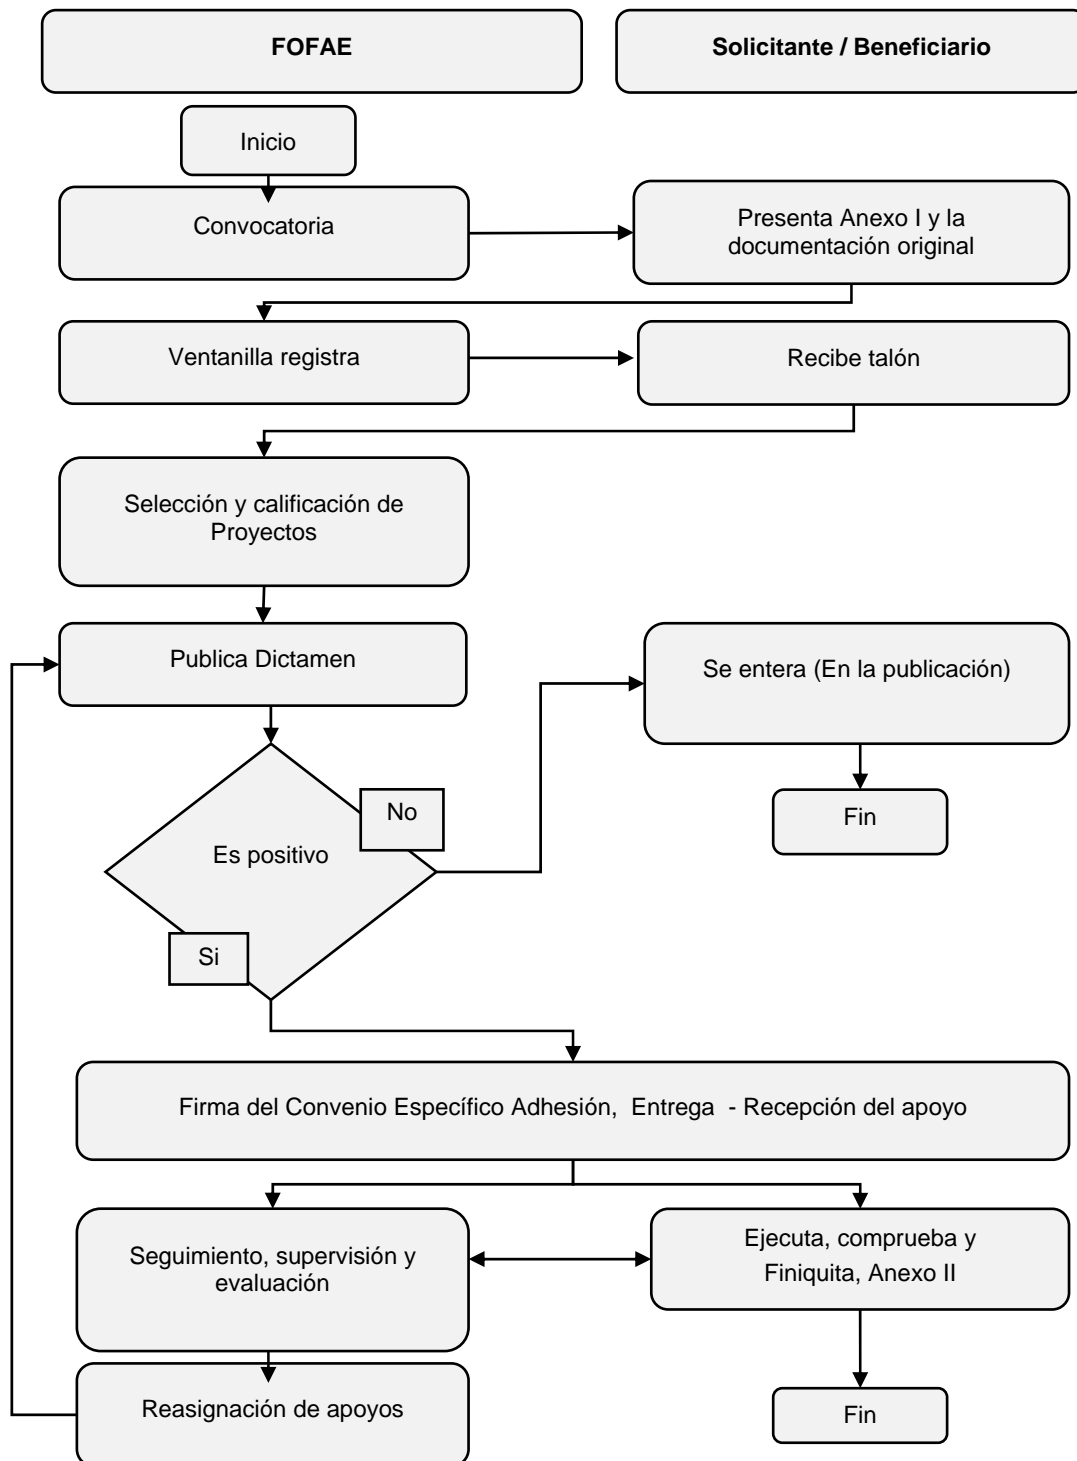 FOFAE
Solicitante / Beneficiario
Inicio
Convocatoria
Presenta Anexo I y la
documentación original
Ventanilla registra
Recibe talón
Selección y calificación de
Proyectos
Publica Dictamen
Se entera (En la publicación)
No
Fin
Es positivo
Si
Firma del Convenio Específico Adhesión, Entrega - Recepción del apoyo
Seguimiento, supervisión y
evaluación
Ejecuta, comprueba y
Finiquita, Anexo II
Reasignación de apoyos
Fin